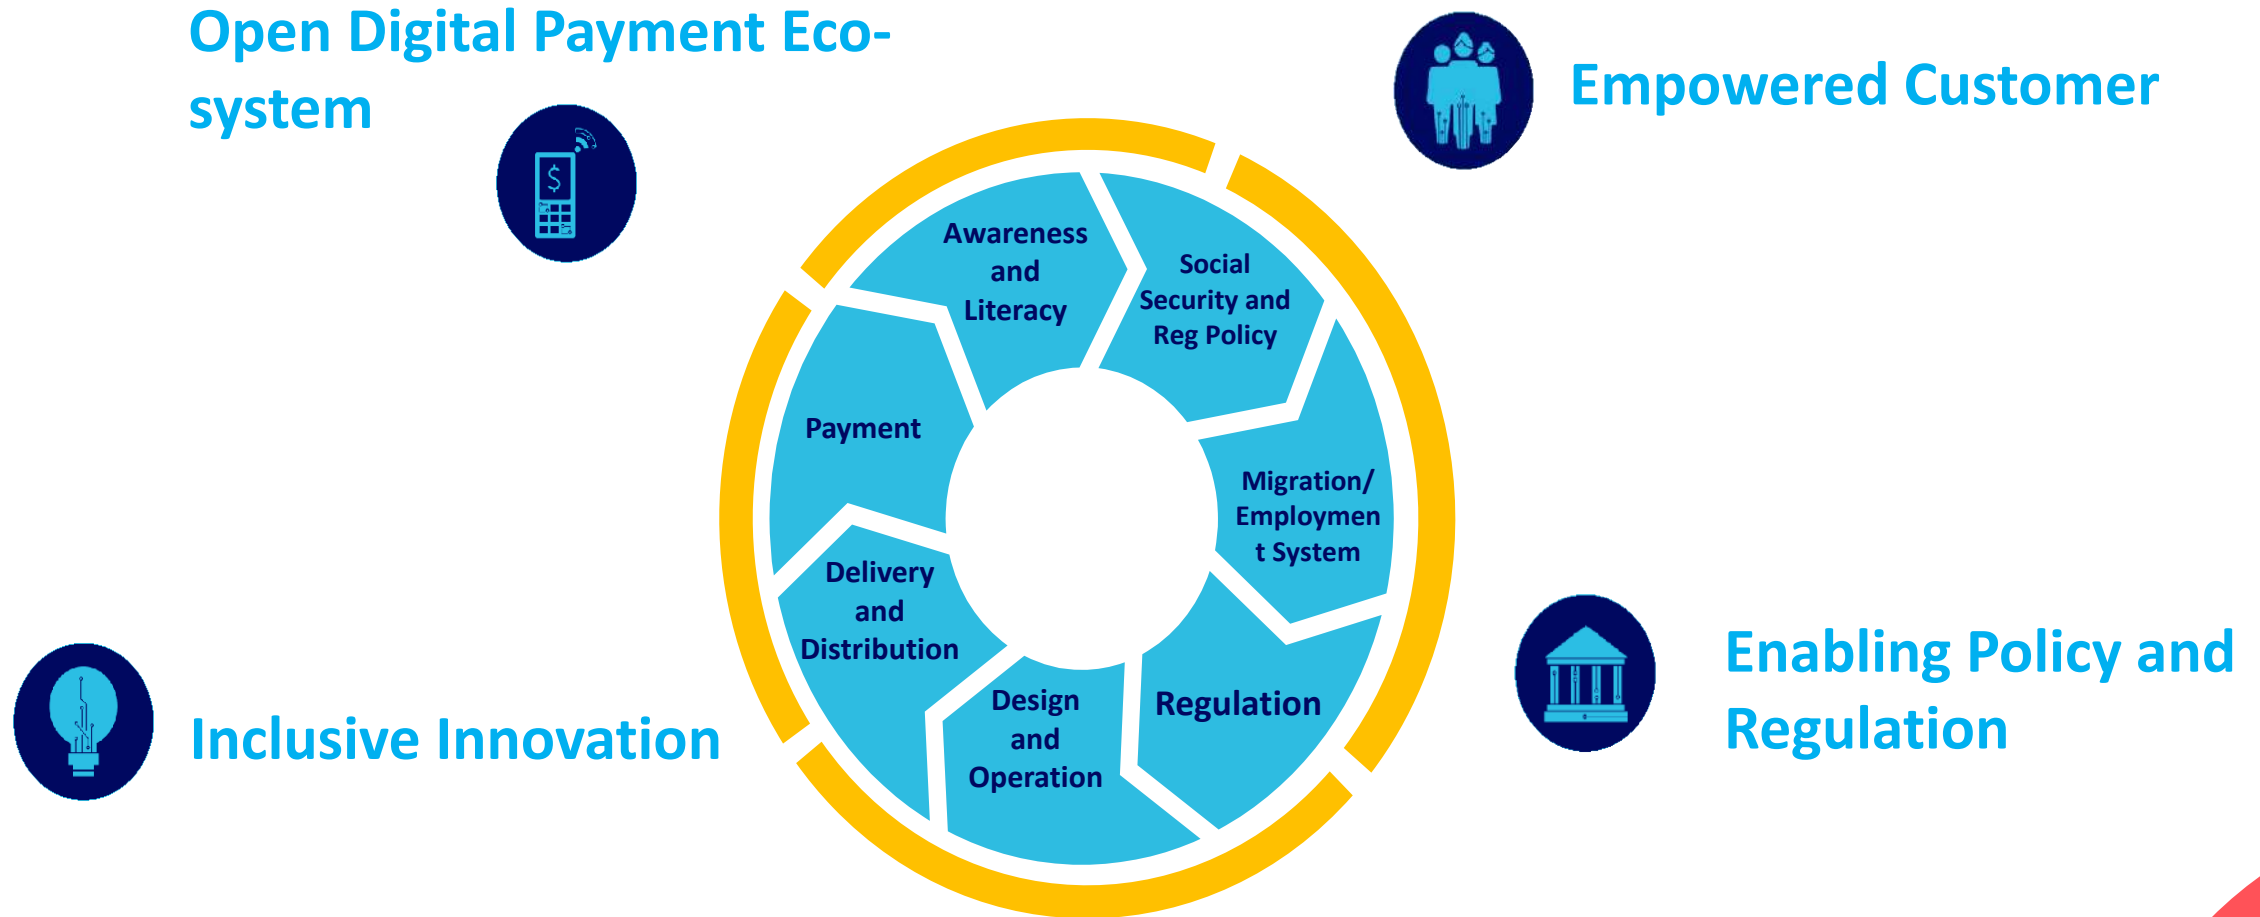 Open Digital Payment Eco-
system
Empowered Customer
Awareness
and
Literacy
Social
Security and
Reg Policy
Payment
Migration/
Employmen
t System
Delivery
and
Distribution
Design
and
Operation
Regulation
Inclusive Innovation
Enabling Policy and
Regulation
$